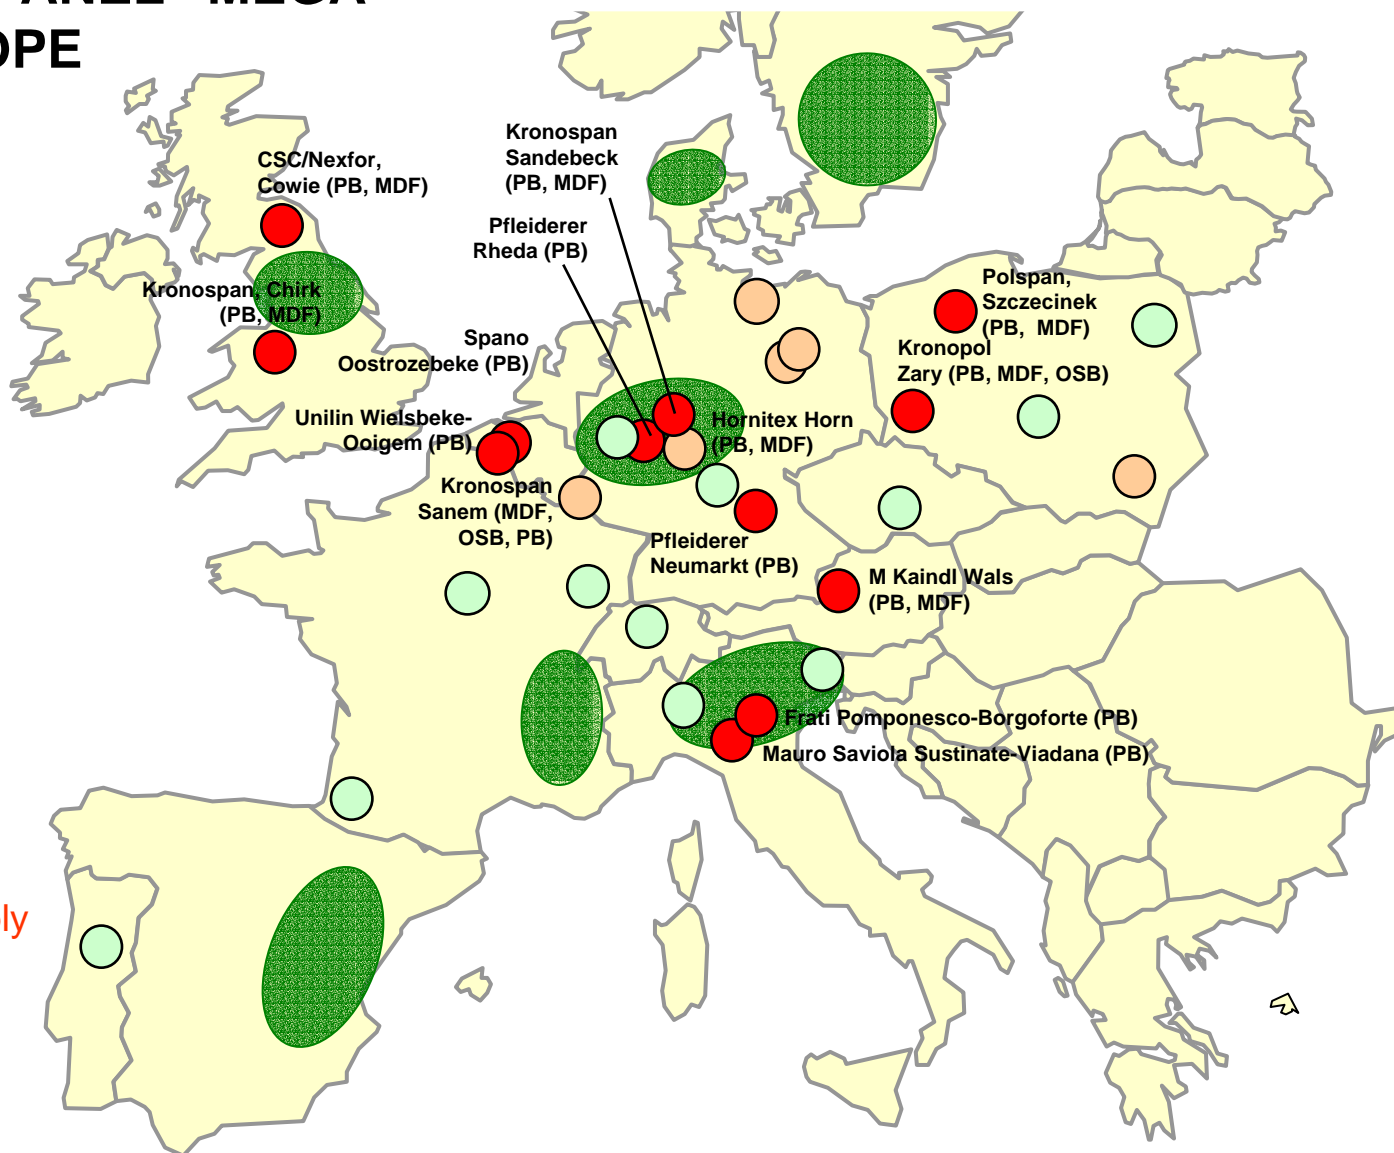 OPE
CSC/Nexfor,
Cowie (PB, MDF)
Kronospan
Sandebeck
(PB, MDF)
Pfleiderer
Rheda (PB)
Kronospan, Chirk
(PB, MDF)
Spano
Oostrozebeke (PB)
Polspan,
Szczecinek
(PB, MDF)
Kronopol
Zary (PB, MDF, OSB)
Unilin Wielsbeke-
Ooigem (PB)
Hornitex Horn
(PB, MDF)
Kronospan
Sanem (MDF,
OSB, PB)
Pfleiderer
Neumarkt (PB)
M Kaindl Wals
(PB, MDF)
Frati Pomponesco-Borgoforte (PB)
Mauro Saviola Sustinate-Viadana (PB)
ly